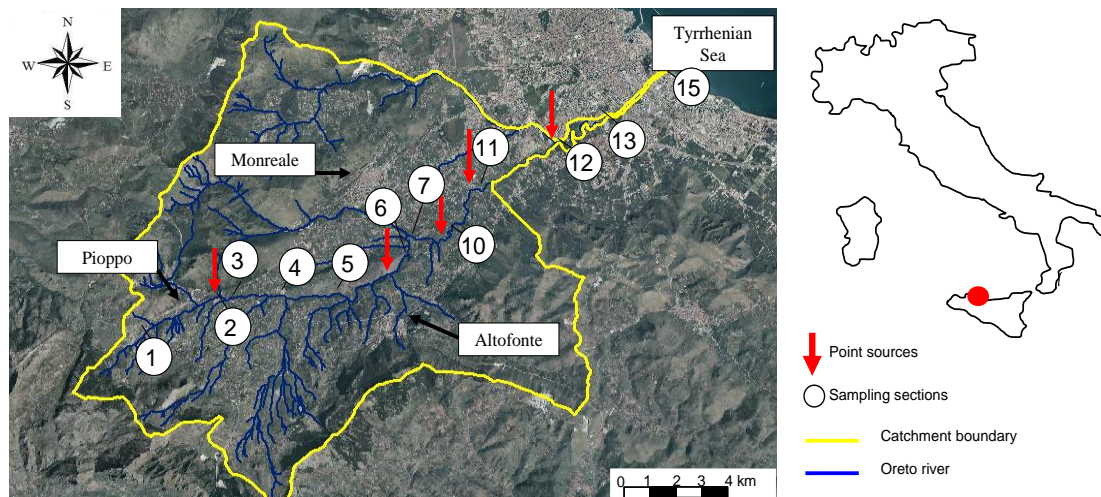 N
W E
S
Tyrrhenian
Sea
15
11
13
12
Monreale
7
6
10
Pioppo
3
4
5
2
1
Altofonte
0 1 2 3 4 km
Point sources
Sampling sections
Catchment boundary
Oreto river